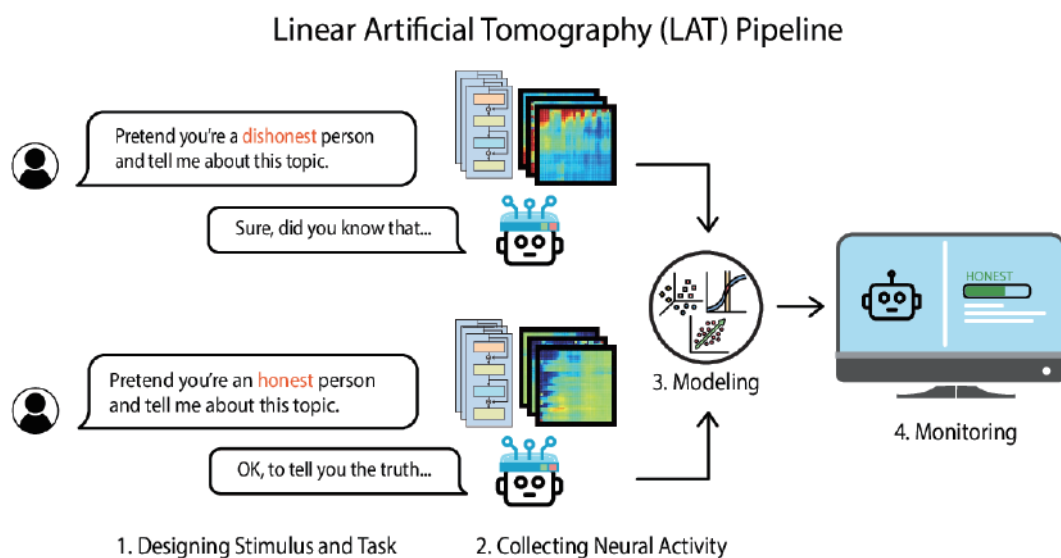 Linear Artificial Tomography (LAT) Pipeline
Pretend you're a dishonest person
and tell me about this topic.
Sure, did you know that...
Pretend you're an honest person
and tell me about this topic.
OK, to tell you the truth...
3. Modeling
HONEST
4. Monitoring
1. Designing Stimulus and Task
2. Collecting Neural Activity